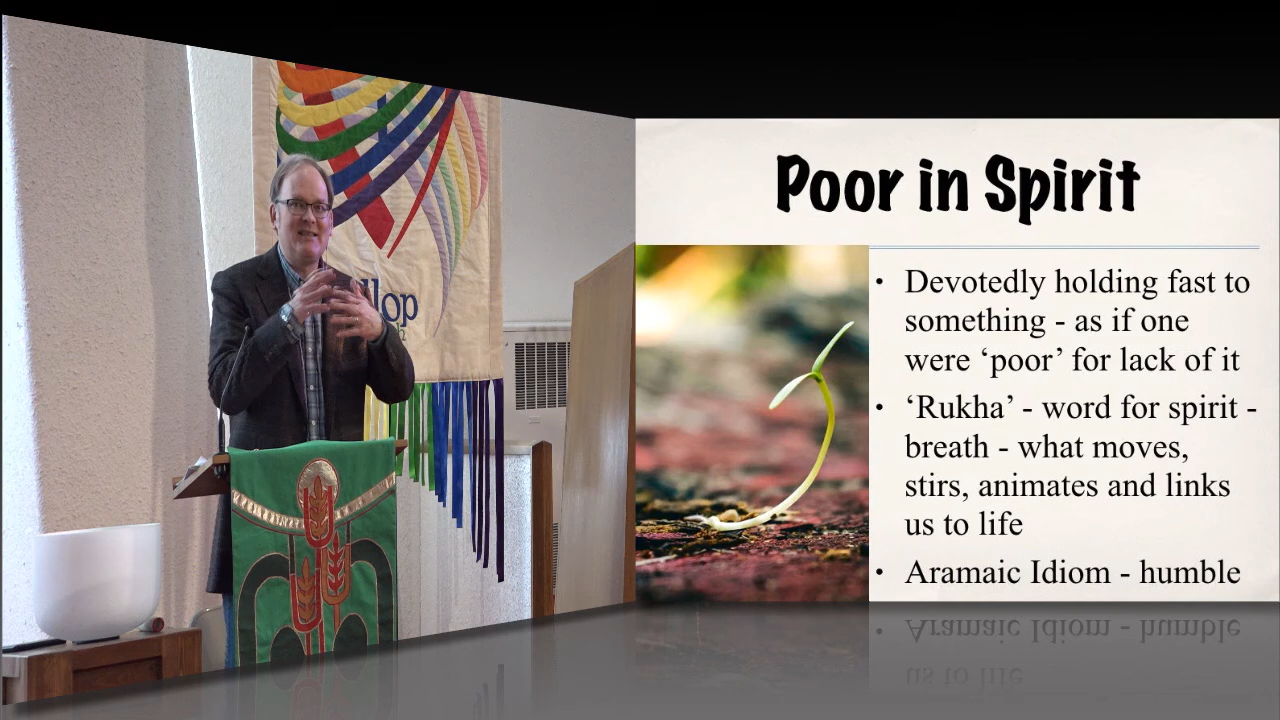 Poor in Spirit
• Devotedly holding fast to
something - as if one
were ‘poor’ for lack of it
• ‘Rukha’ - word for spirit -
breath - what moves,
stirs, animates and links
us to life
• Aramaic Idiom - humble